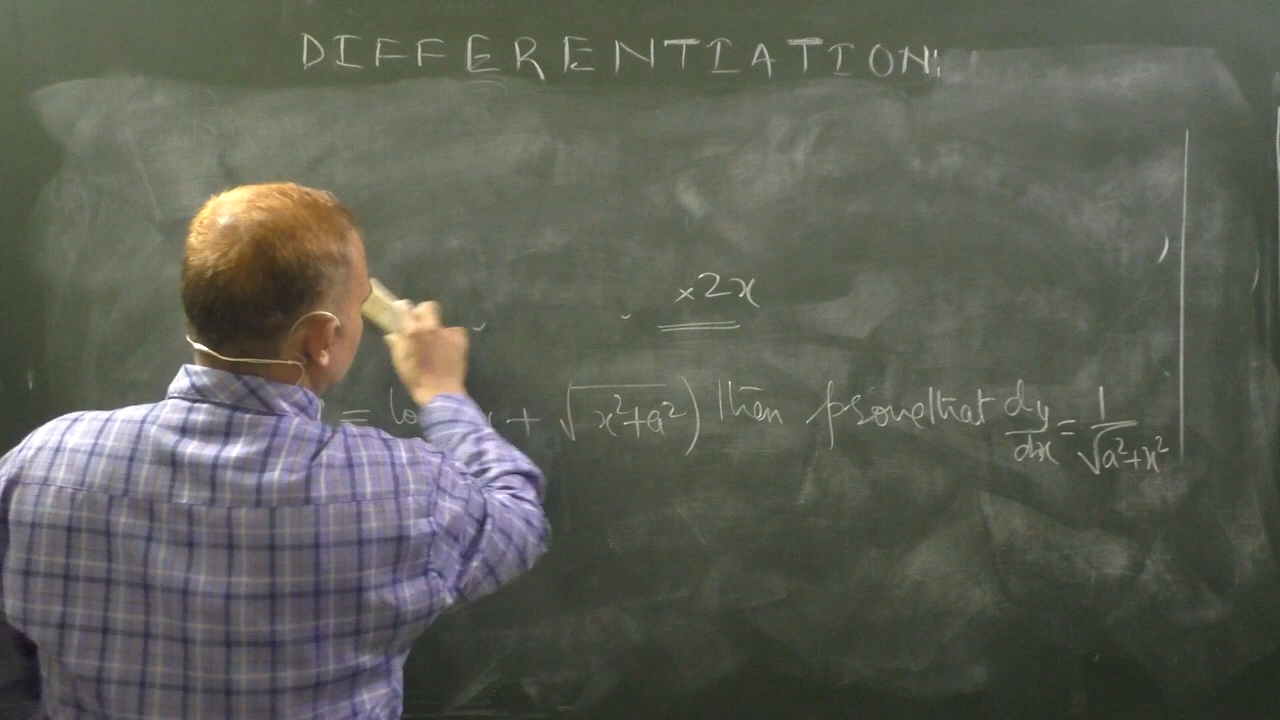 DIFFERENTIATION:
×2x
= lo x + √(x²+a²)) then prove that dy/dx = 1/√(a²+x²)